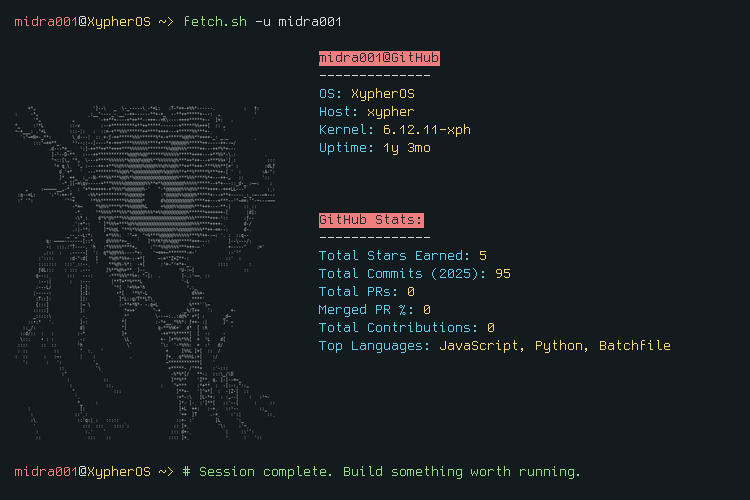 midra001@XypherOS ~> fetch.sh -u midra001
midra001@GitHub
--------------
OS: XypherOS
Host: xypher
Kernel: 6.12.11-xph
Uptime: 1y 3mo
GitHub Stats:
--------------
Total Stars Earned: 5
Total Commits (2025): 95
Total PRs: 0
Merged PR %: 0
Total Contributions: 0
Top Languages: JavaScript, Python, Batchfile
midra001@XypherOS ~> # Session complete. Build something worth running.